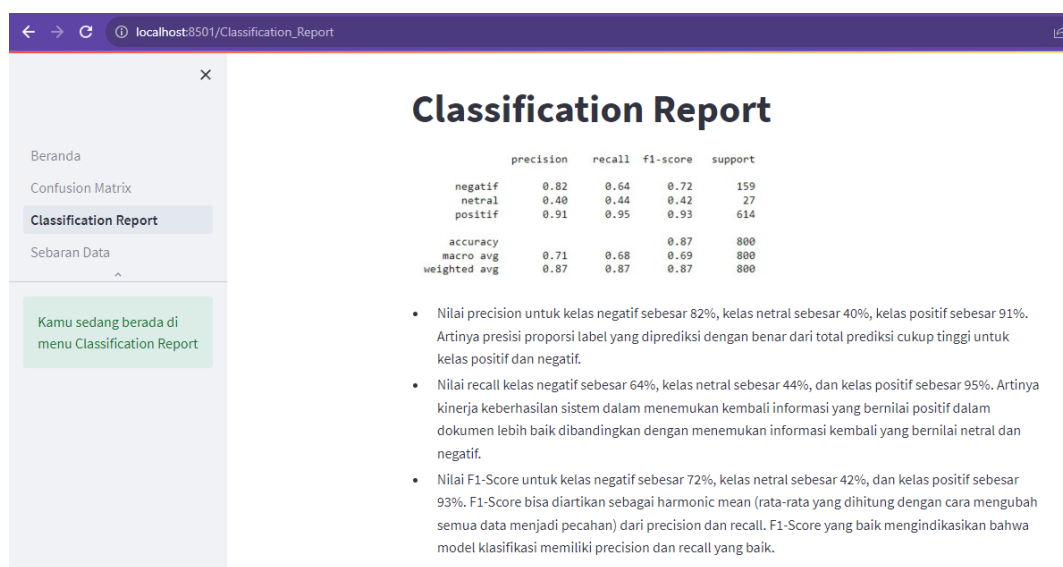 localhost:8501/Classification_Report
Beranda
Confusion Matrix
Classification Report
Sebaran Data
Kamu sedang berada di
menu Classification Report
Classification Report
precision recall f1-score support
negatif 0.82 0.64 0.72 159
netral 0.40 0.44 0.42 27
positif 0.91 0.95 0.93 614
accuracy 0.87 800
macro avg 0.71 0.68 0.69 800
weighted avg 0.87 0.87 0.87 800
• Nilai precision untuk kelas negatif sebesar 82%, kelas netral sebesar 40%, kelas positif sebesar 91%.
Artinya presisi proporsi label yang diprediksi dengan benar dari total prediksi cukup tinggi untuk
kelas positif dan negatif.
• Nilai recall kelas negatif sebesar 64%, kelas netral sebesar 44%, dan kelas positif sebesar 95%. Artinya
kinerja keberhasilan sistem dalam menemukan kembali informasi yang bernilai positif dalam
dokumen lebih baik dibandingkan dengan menemukan informasi kembali yang bernilai netral dan
negatif.
• Nilai F1-Score untuk kelas negatif sebesar 72%, kelas netral sebesar 42%, dan kelas positif sebesar
93%. F1-Score bisa diartikan sebagai harmonic mean (rata-rata yang dihitung dengan cara mengubah
semua data menjadi pecahan) dari precision dan recall. F1-Score yang baik mengindikasikan bahwa
model klasifikasi memiliki precision dan recall yang baik.